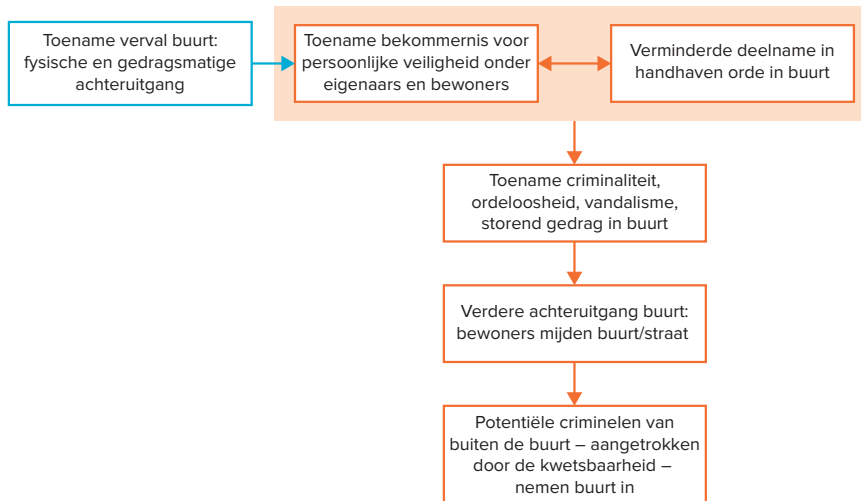 Toename verval buurt:
fysische en gedragsmatige
achteruitgang
Toename bekommernis voor
persoonlijke veiligheid onder
eigenaars en bewoners
Verminderde deelname in
handhaven orde in buurt
Toename criminaliteit,
ordeloosheid, vandalisme,
storend gedrag in buurt
Verdere achteruitgang buurt:
bewoners mijden buurt/straat
Potentiële criminelen van
buiten de buurt – aangetrokken
door de kwetsbaarheid –
nemen buurt in